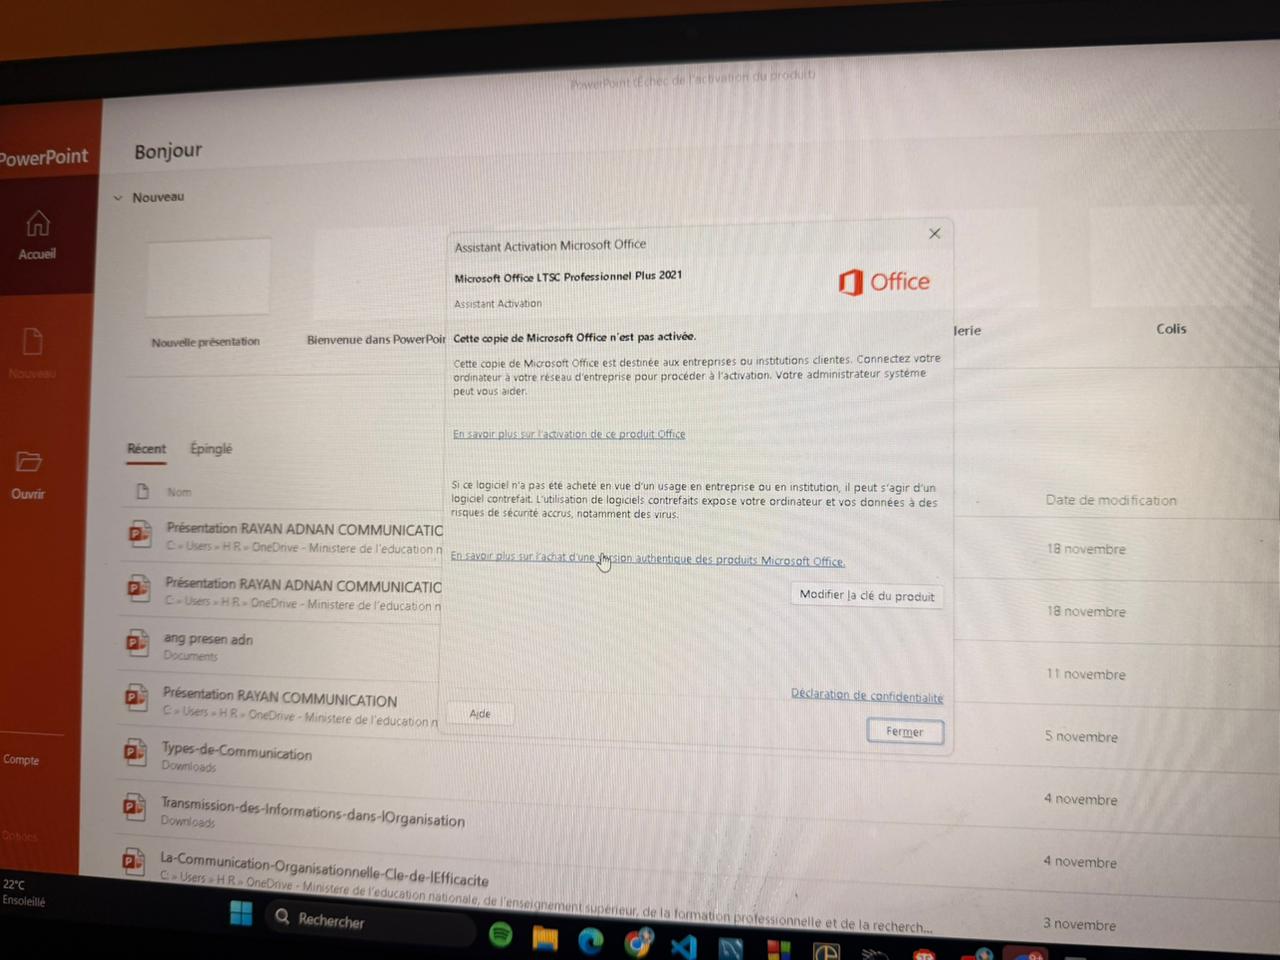 PowerPoint (Échec de l'activation du produit)
PowerPoint
Bonjour
Nouveau
Accueil
Nouveau
Ouvrir
Compte
Options
Nouvelle présentation
Bienvenue dans PowerPoin
lerie
Colis
Assistant Activation Microsoft Office
Microsoft Office LTSC Professionnel Plus 2021
Office
Assistant Activation
Cette copie de Microsoft Office n'est pas activée.
Cette copie de Microsoft Office est destinée aux entreprises ou institutions clientes. Connectez votre
ordinateur à votre réseau d'entreprise pour procéder à l'activation. Votre administrateur système
peut vous aider.
En savoir plus sur l'activation de ce produit Office
Si ce logiciel n'a pas été acheté en vue d'un usage en entreprise ou en institution, il peut s'agir d'un
logiciel contrefait. L'utilisation de logiciels contrefaits expose votre ordinateur et vos données à des
risques de sécurité accrus, notamment des virus.
En savoir plus sur l'achat d'une version authentique des produits Microsoft Office.
Modifier la clé du produit
Déclaration de confidentialité
Aide
Fermer
Récent
Épinglé
Nom
Date de modification
Présentation RAYAN ADNAN COMMUNICATIC
C: » Users » H R » OneDrive - Ministere de l'education n
18 novembre
Présentation RAYAN ADNAN COMMUNICATIC
C: » Users » H R » OneDrive - Ministere de l'education n
18 novembre
ang presen adn
Documents
11 novembre
Présentation RAYAN COMMUNICATION
C: » Users » H R » OneDrive - Ministere de l'education n
5 novembre
Types-de-Communication
Downloads
4 novembre
Transmission-des-Informations-dans-lOrganisation
Downloads
4 novembre
La-Communication-Organisationnelle-Cle-de-lEfficacite
C: » Users » H R » OneDrive - Ministere de l'education nationale, de l'enseignement superieur, de la formation professionnelle et de la recherch...
3 novembre
22°C
Ensoleillé
Rechercher